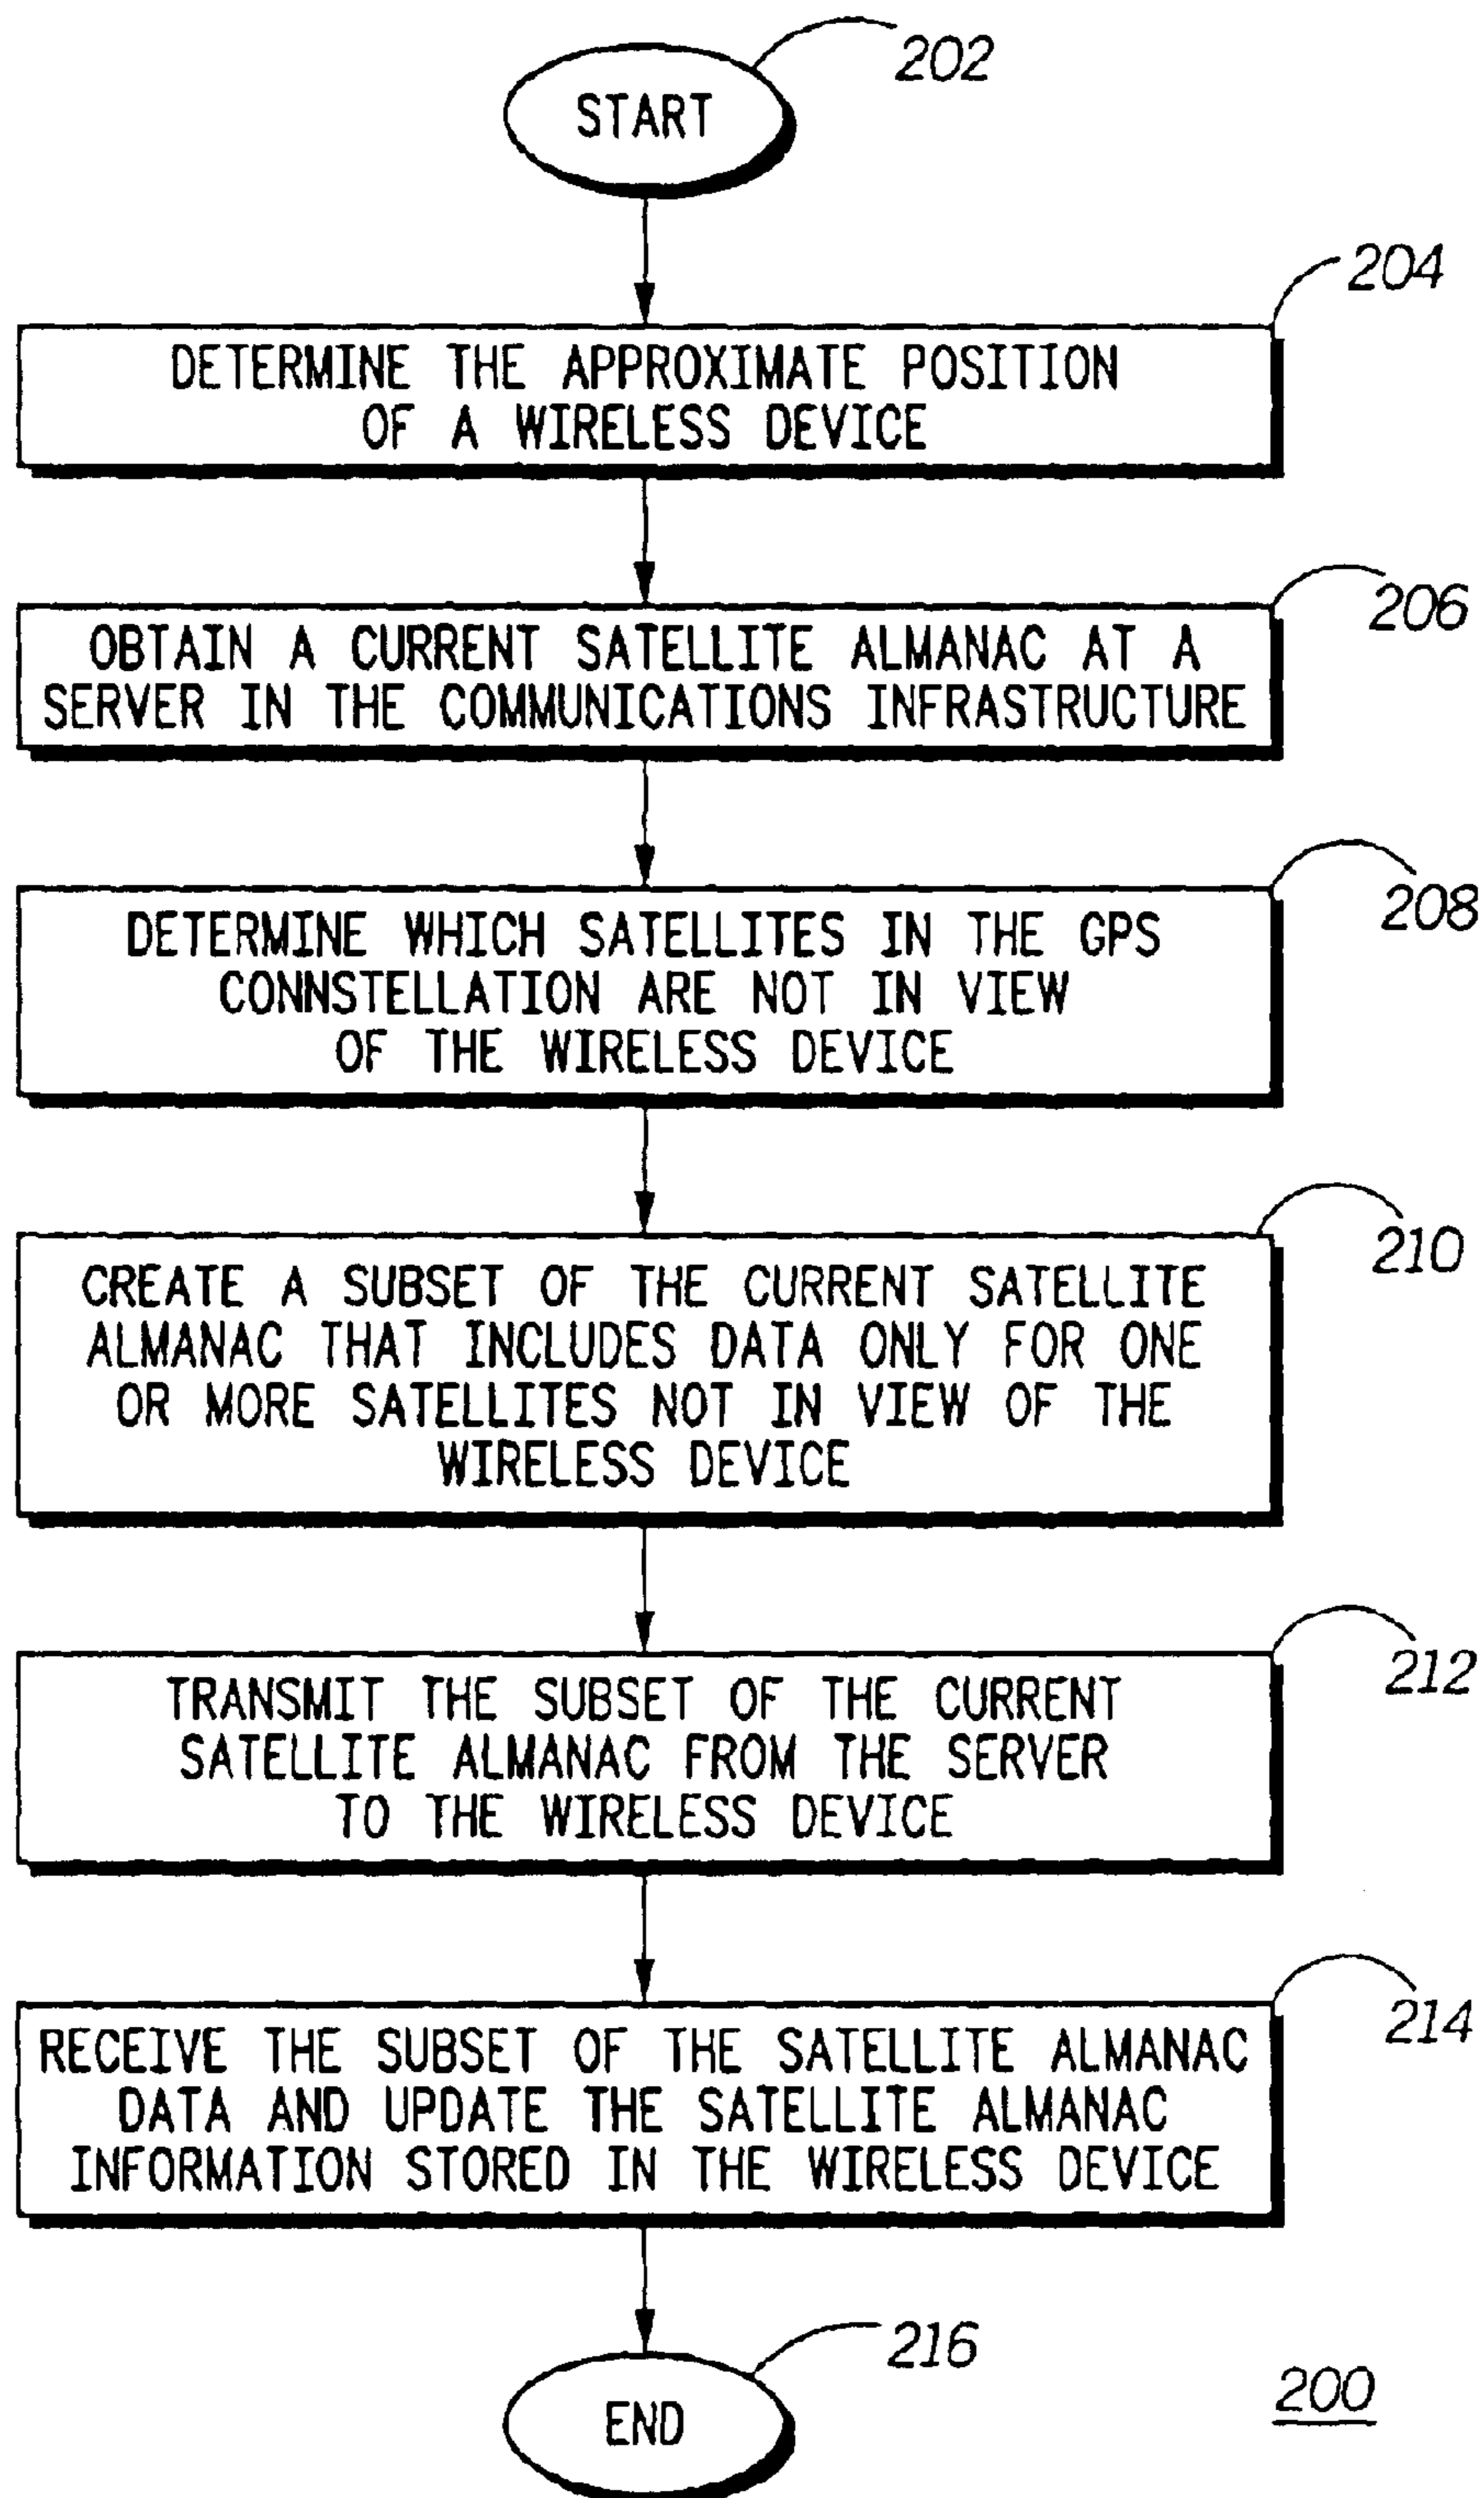 202
START
204
DETERMINE THE APPROXIMATE POSITION
OF A WIRELESS DEVICE
206
OBTAIN A CURRENT SATELLITE ALMANAC AT A
SERVER IN THE COMMUNICATIONS INFRASTRUCTURE
208
DETERMINE WHICH SATELLITES IN THE GPS
CONNSTELLATION ARE NOT IN VIEW
OF THE WIRELESS DEVICE
210
CREATE A SUBSET OF THE CURRENT SATELLITE
ALMANAC THAT INCLUDES DATA ONLY FOR ONE
OR MORE SATELLITES NOT IN VIEW OF THE
WIRELESS DEVICE
212
TRANSMIT THE SUBSET OF THE CURRENT
SATELLITE ALMANAC FROM THE SERVER
TO THE WIRELESS DEVICE
214
RECEIVE THE SUBSET OF THE SATELLITE ALMANAC
DATA AND UPDATE THE SATELLITE ALMANAC
INFORMATION STORED IN THE WIRELESS DEVICE
216
END
200